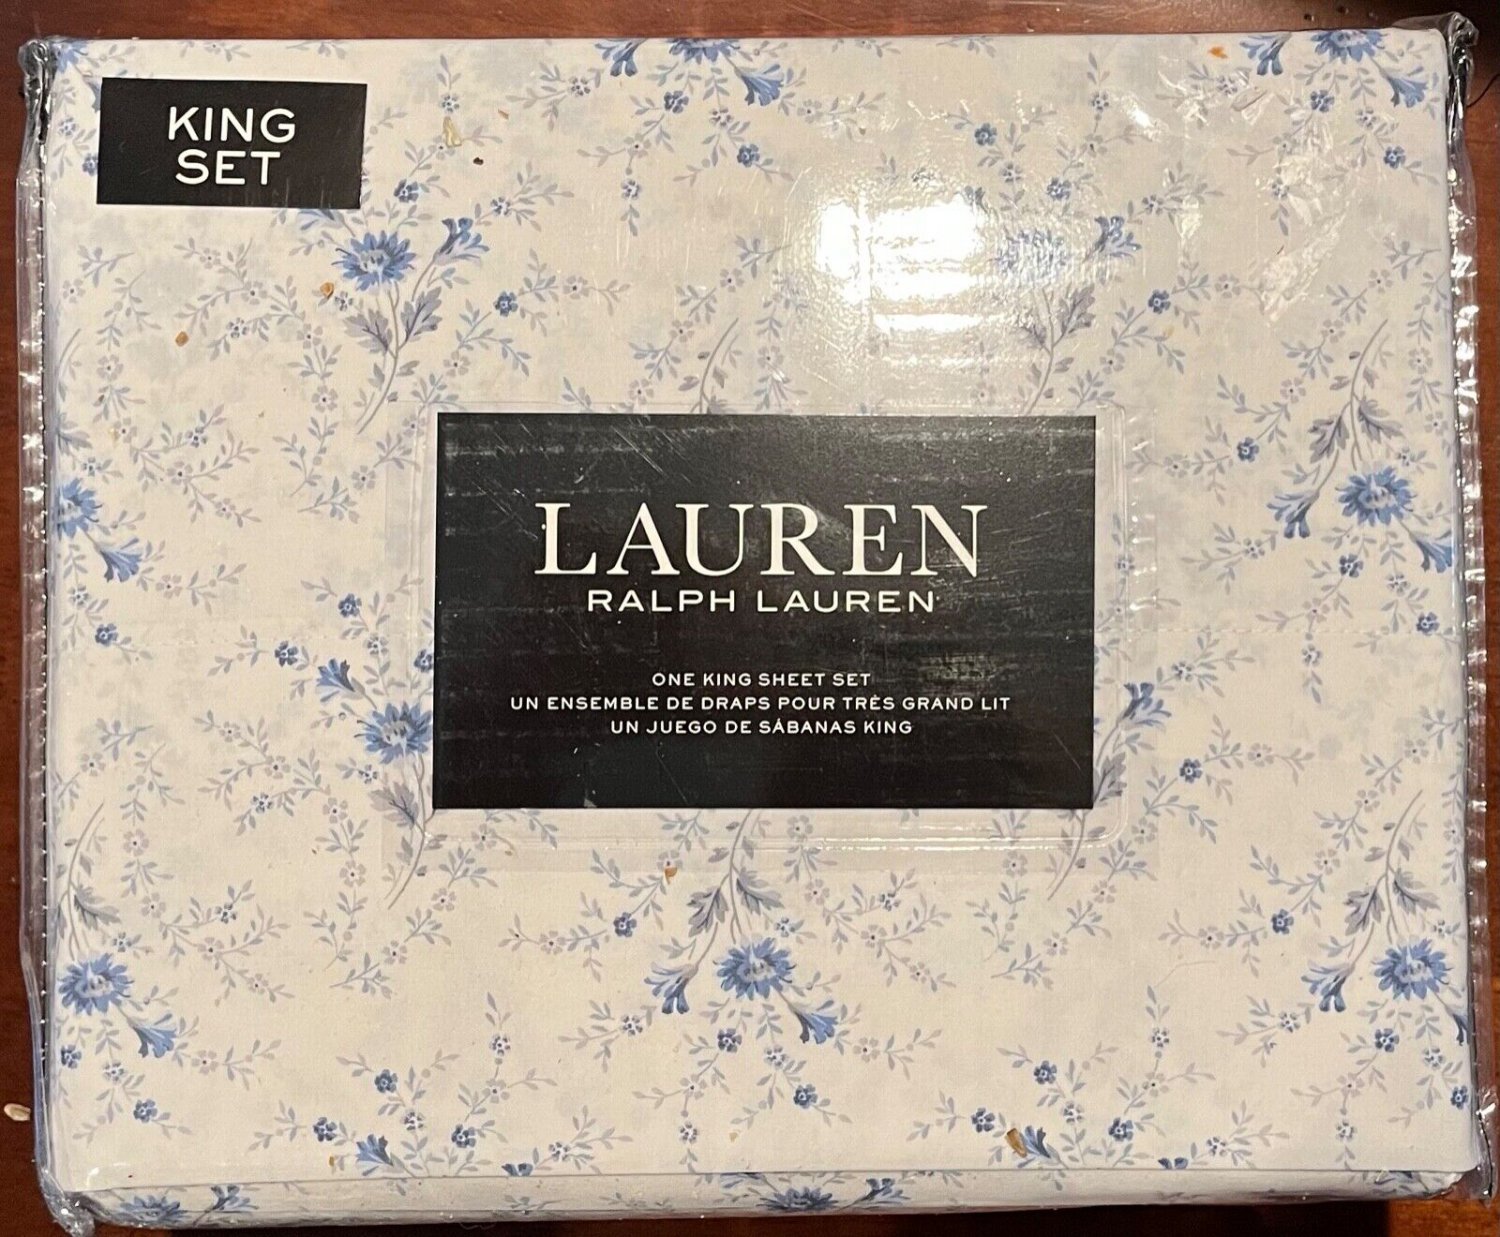 KING
SET
LAUREN
RALPH LAUREN
ONE KING SHEET SET
UN ENSEMBLE DE DRAPS POUR TRÈS GRAND LIT
UN JUEGO DE SÁBANAS KING